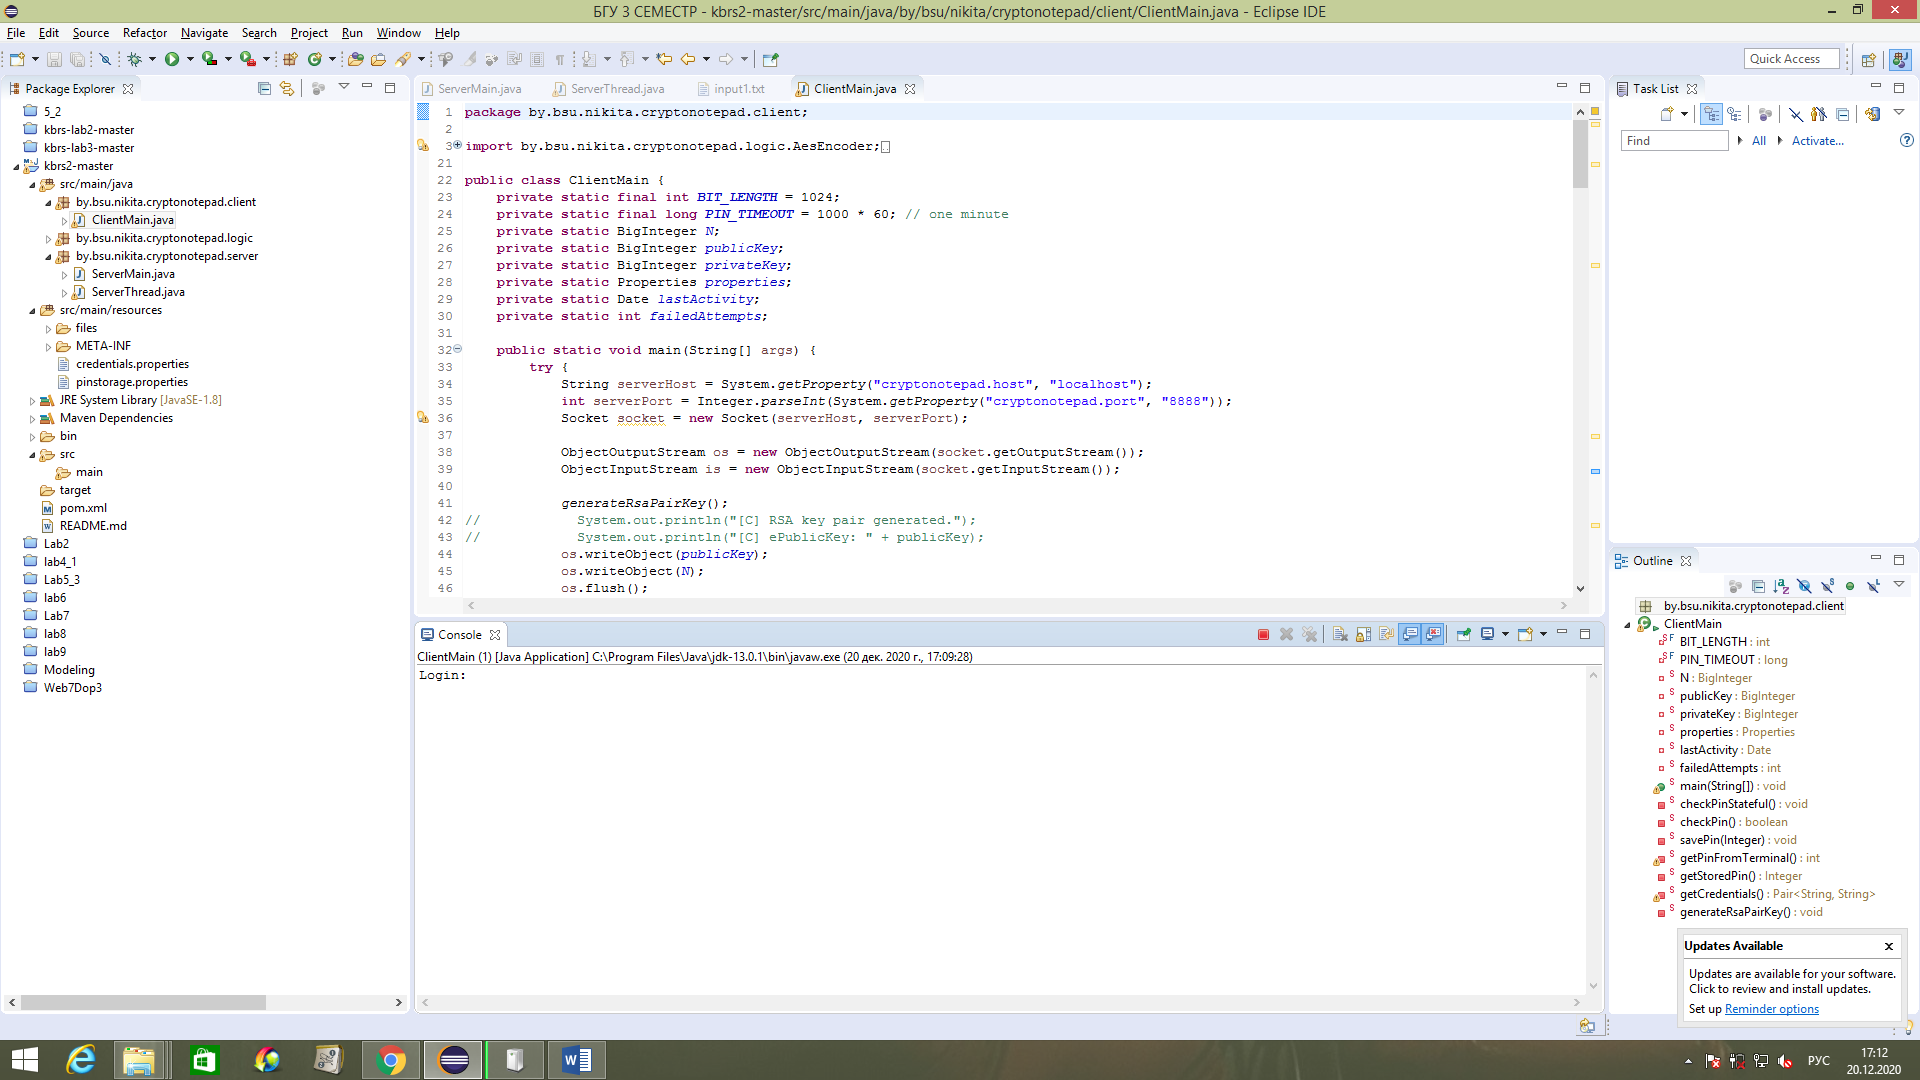 БГУ 3 СЕМЕСТР - kbrs2-master/src/main/java/by/bsu/nikita/cryptonotepad/client/ClientMain.java - Eclipse IDE
File Edit Source Refactor Navigate Search Project Run Window Help
Quick Access
Package Explorer
5_2
kbrs-lab2-master
kbrs-lab3-master
kbrs2-master
src/main/java
by.bsu.nikita.cryptonotepad.client
ClientMain.java
by.bsu.nikita.cryptonotepad.logic
by.bsu.nikita.cryptonotepad.server
ServerMain.java
ServerThread.java
src/main/resources
files
META-INF
credentials.properties
pinstorage.properties
JRE System Library [JavaSE-1.8]
Maven Dependencies
bin
src
main
target
pom.xml
README.md
Lab2
lab4_1
Lab5_3
lab6
Lab7
lab8
lab9
Modeling
Web7Dop3
ServerMain.java ServerThread.java input1.txt ClientMain.java
1 package by.bsu.nikita.cryptonotepad.client;
2
3 import by.bsu.nikita.cryptonotepad.logic.AesEncoder;
21
22 public class ClientMain {
23 private static final int BIT_LENGTH = 1024;
24 private static final long PIN_TIMEOUT = 1000 * 60; // one minute
25 private static BigInteger N;
26 private static BigInteger publicKey;
27 private static BigInteger privateKey;
28 private static Properties properties;
29 private static Date lastActivity;
30 private static int failedAttempts;
31
32 public static void main(String[] args) {
33 try {
34 String serverHost = System.getProperty("cryptonotepad.host", "localhost");
35 int serverPort = Integer.parseInt(System.getProperty("cryptonotepad.port", "8888"));
36 Socket socket = new Socket(serverHost, serverPort);
37
38 ObjectOutputStream os = new ObjectOutputStream(socket.getOutputStream());
39 ObjectInputStream is = new ObjectInputStream(socket.getInputStream());
40
41 generateRsaPairKey();
42 // System.out.println("[C] RSA key pair generated.");
43 // System.out.println("[C] ePublicKey: " + publicKey);
44 os.writeObject(publicKey);
45 os.writeObject(N);
46 os.flush();
Console
ClientMain (1) [Java Application] C:\Program Files\Java\jdk-13.0.1\bin\javaw.exe (20 дек. 2020 г., 17:09:28)
Login:
Task List
Find All Activate...
Outline
by.bsu.nikita.cryptonotepad.client
ClientMain
BIT_LENGTH : int
PIN_TIMEOUT : long
N : BigInteger
publicKey : BigInteger
privateKey : BigInteger
properties : Properties
lastActivity : Date
failedAttempts : int
main(String[]) : void
checkPinStateful() : void
checkPin() : boolean
savePin(Integer) : void
getPinFromTerminal() : int
getStoredPin() : Integer
getCredentials() : Pair<String, String>
generateRsaPairKey() : void
Updates Available
Updates are available for your software.
Click to review and install updates.
Set up Reminder options
РУС
17:12
20.12.2020